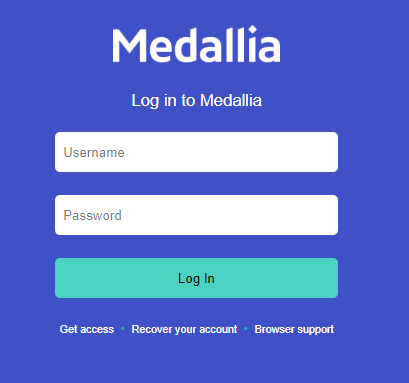 Medallia
Log in to Medallia
Username
Password
Log In
Get access • Recover your account • Browser support